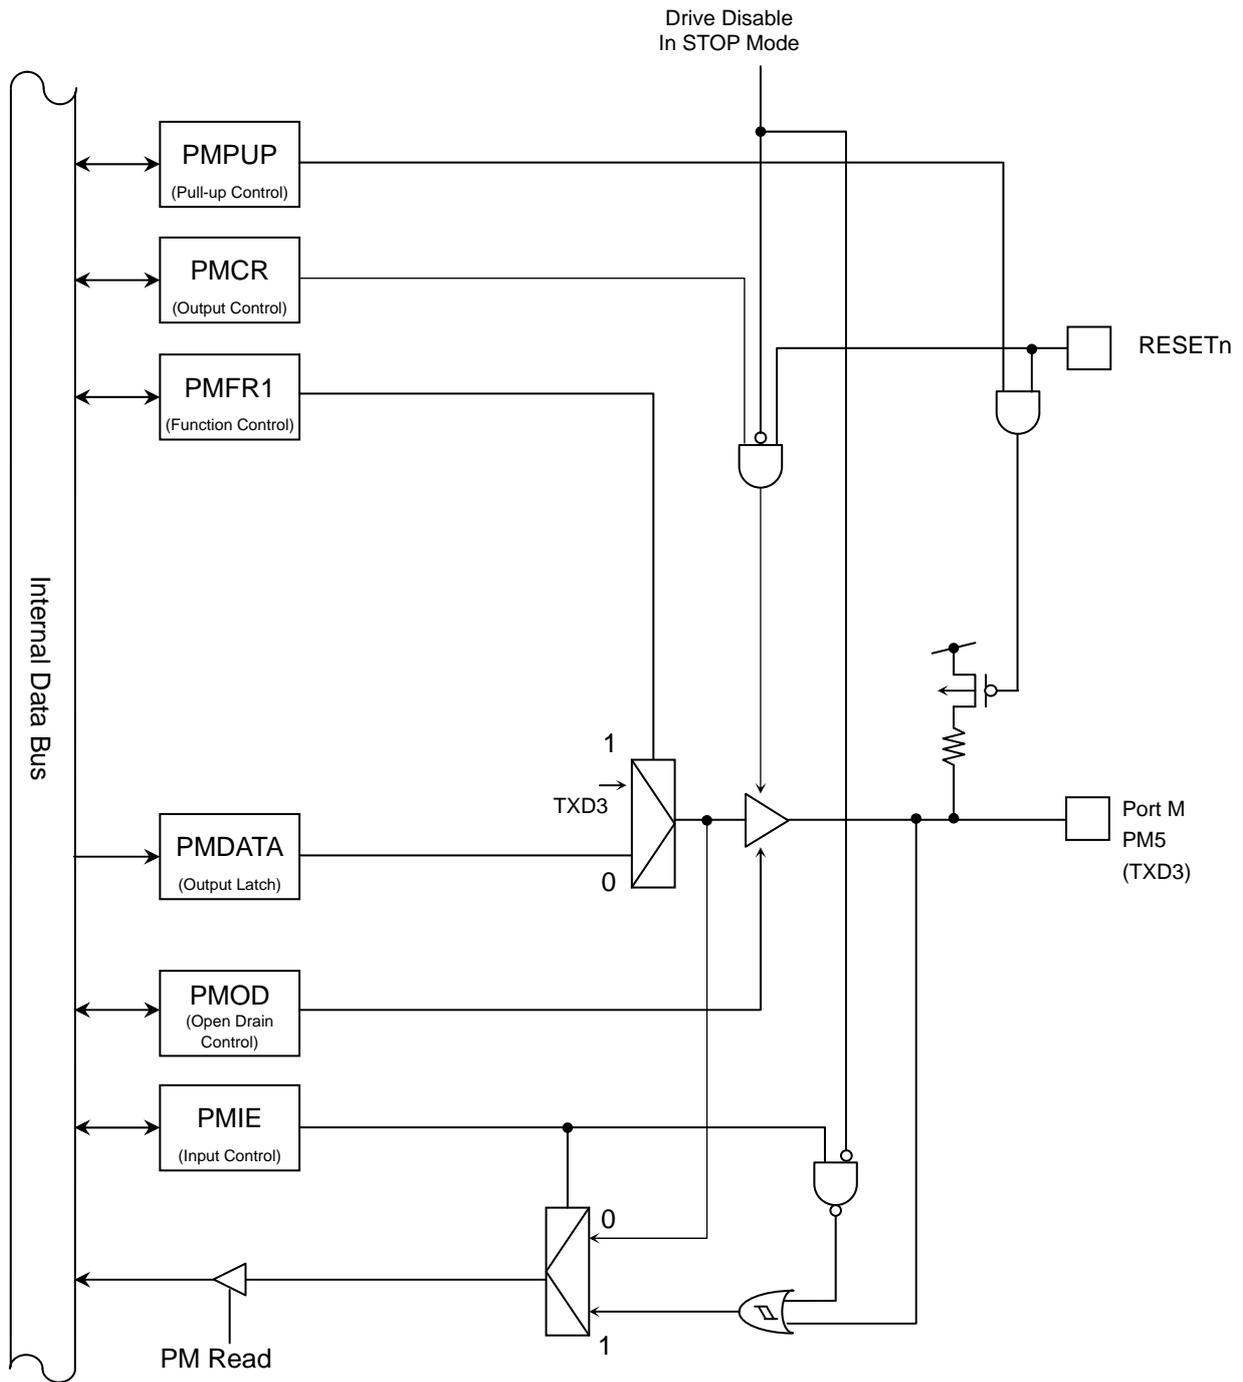 Drive Disable
In STOP Mode
PMPUP
(Pull-up Control)
PMCR
(Output Control)
RESETn
PMFR1
(Function Control)
Internal Data Bus
1
TXD3
0
Port M
PM5
(TXD3)
PMDATA
(Output Latch)
PMOD
(Open Drain
Control)
PMIE
(Input Control)
0
1
PM Read